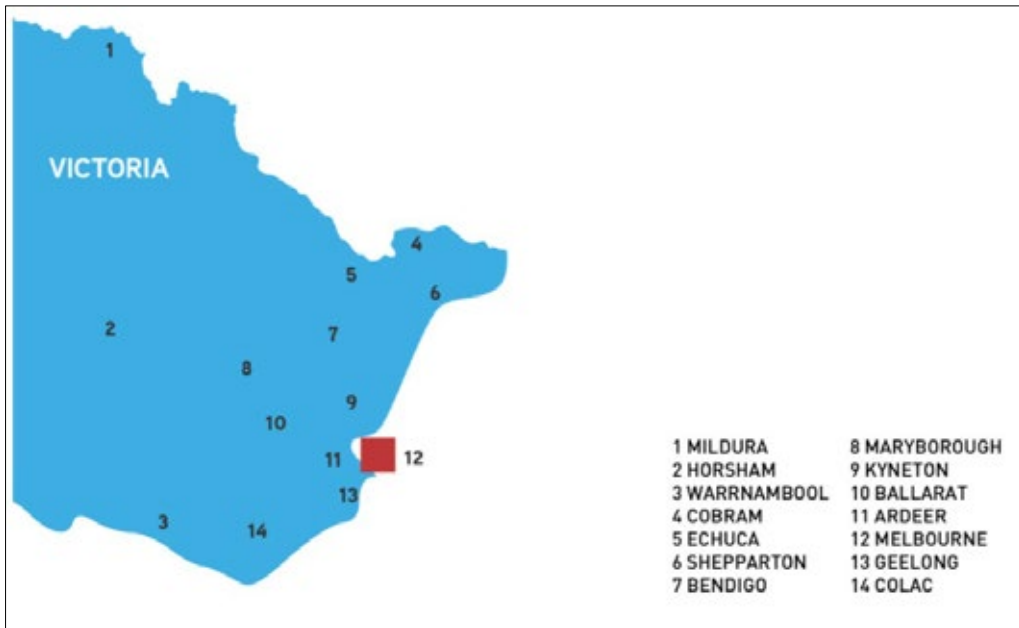 1
VICTORIA
4
5
6
2
7
8
9
10
11
12
13
3
14
1 MILDURA
2 HORSHAM
3 WARRNAMBOOL
4 COBRAM
5 ECHUCA
6 SHEPPARTON
7 BENDIGO
8 MARYBOROUGH
9 KYNETON
10 BALLARAT
11 ARDEER
12 MELBOURNE
13 GEELONG
14 COLAC